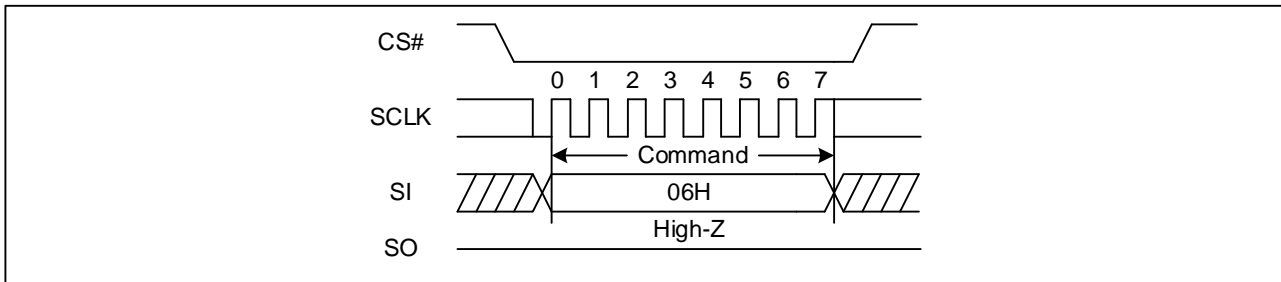 CS#
0 1 2 3 4 5 6 7
SCLK
Command
SI
06H
High-Z
SO